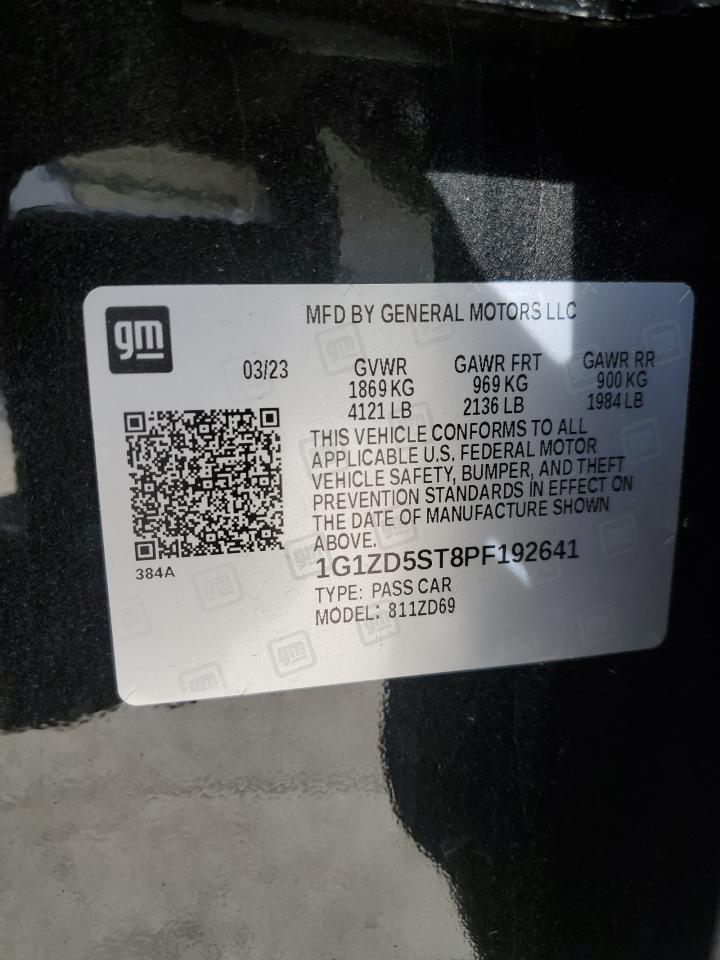 gm
MFD BY GENERAL MOTORS LLC
03/23
GVWR GAWR FRT GAWR RR
1869 KG 969 KG 900 KG
4121 LB 2136 LB 1984 LB
THIS VEHICLE CONFORMS TO ALL
APPLICABLE U.S. FEDERAL MOTOR
VEHICLE SAFETY, BUMPER, AND THEFT
PREVENTION STANDARDS IN EFFECT ON
THE DATE OF MANUFACTURE SHOWN
ABOVE.
384A
1G1ZD5ST8PF192641
TYPE: PASS CAR
MODEL: 811ZD69